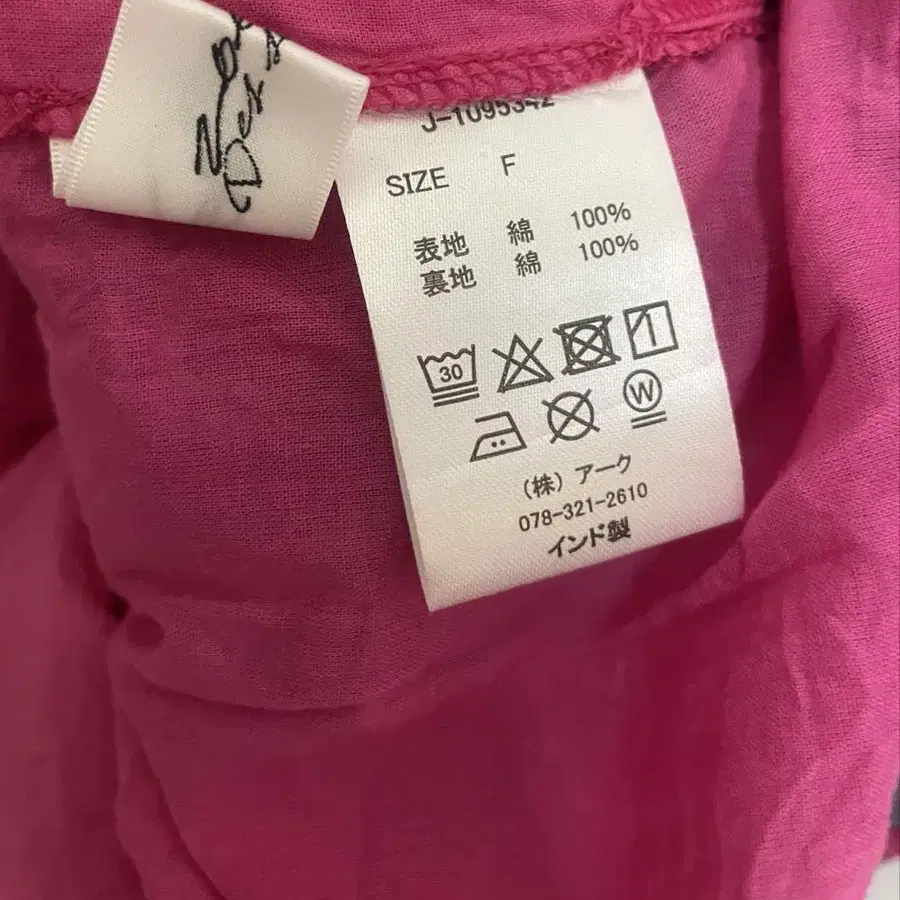 J-1095342
SIZE F
表地 綿 100%
裏地 綿 100%
30
W
(株) アーク
078-321-2610
インド製